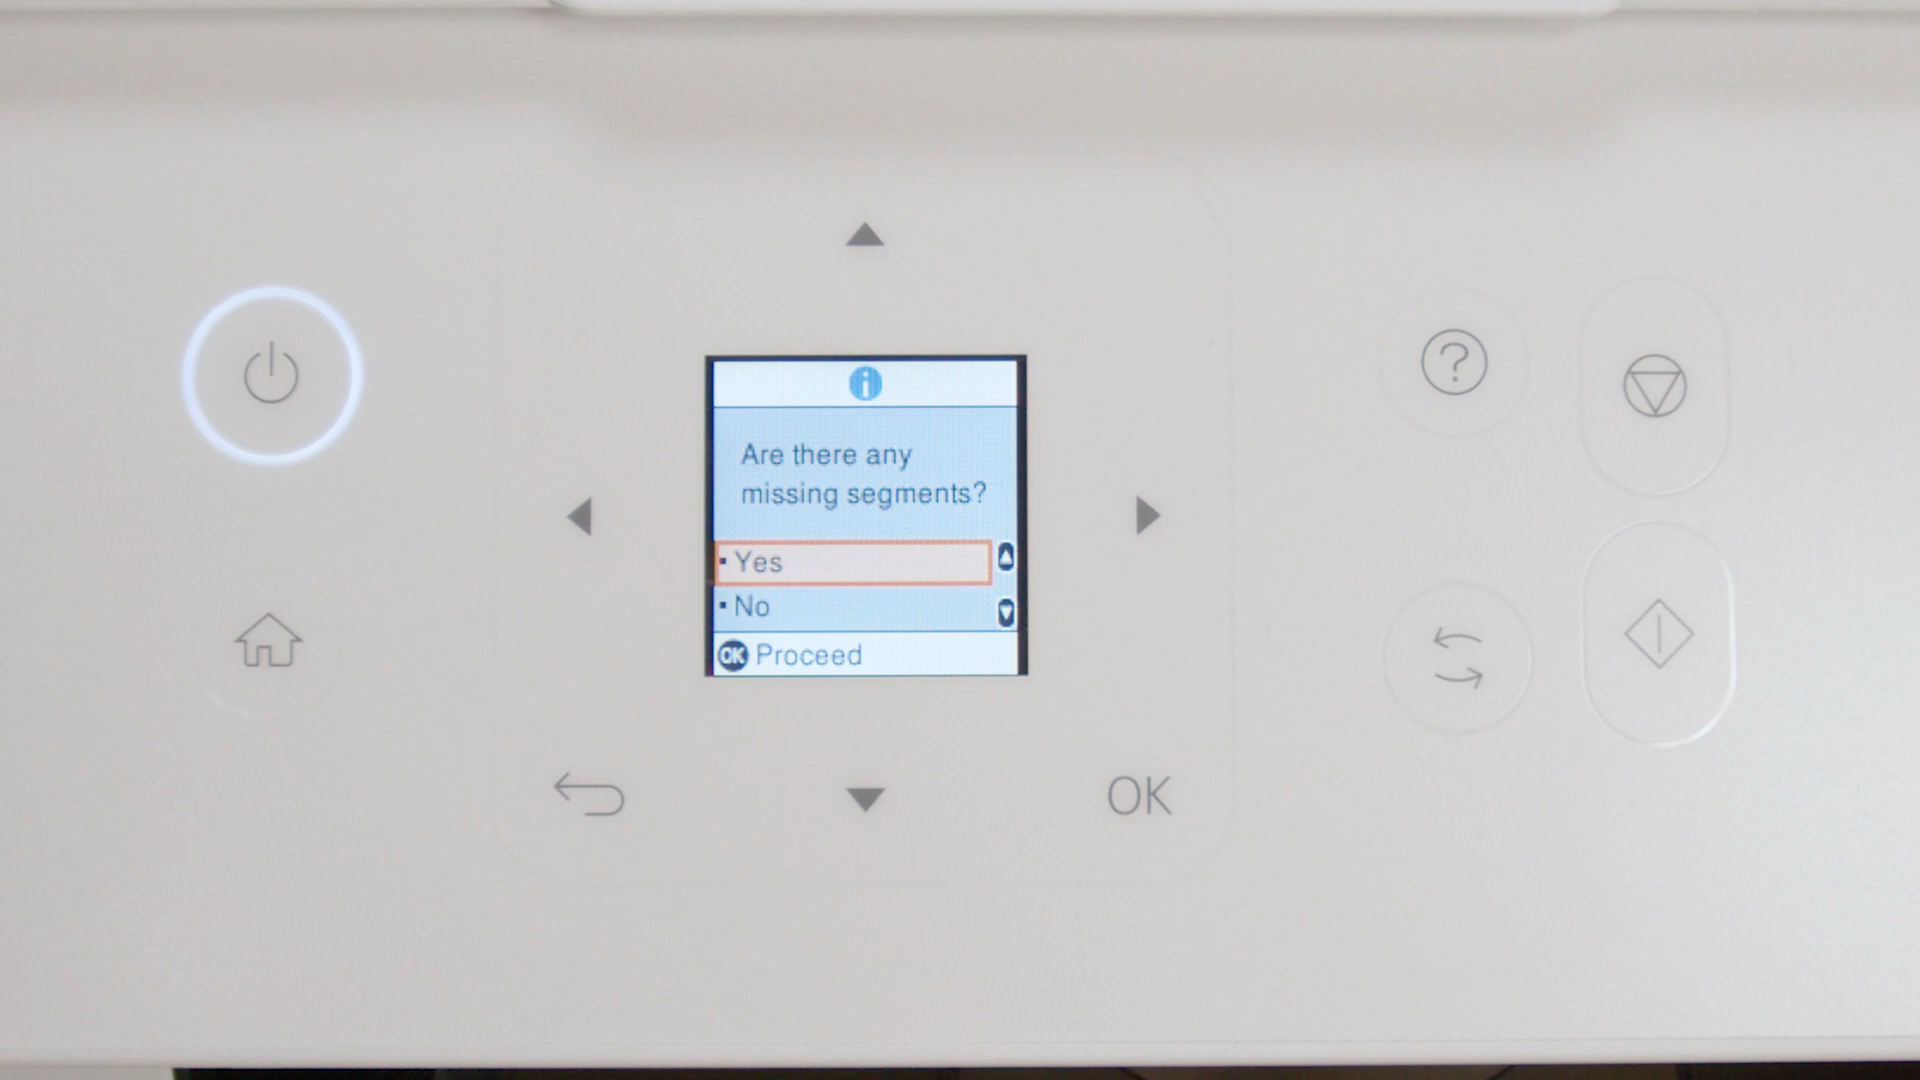 Are there any
missing segments?
Yes
No
OK Proceed
OK